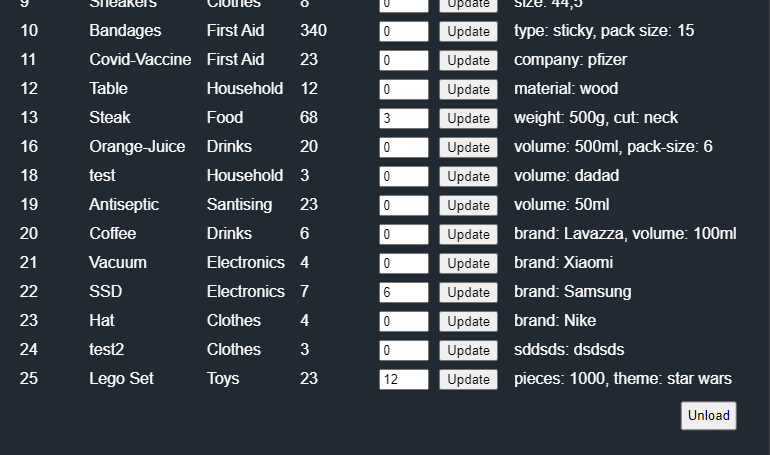 9 Sneakers Clothes 8 0 Update size: 44,5
10 Bandages First Aid 340 0 Update type: sticky, pack size: 15
11 Covid-Vaccine First Aid 23 0 Update company: pfizer
12 Table Household 12 0 Update material: wood
13 Steak Food 68 3 Update weight: 500g, cut: neck
16 Orange-Juice Drinks 20 0 Update volume: 500ml, pack-size: 6
18 test Household 3 0 Update volume: dadad
19 Antiseptic Santising 23 0 Update volume: 50ml
20 Coffee Drinks 6 0 Update brand: Lavazza, volume: 100ml
21 Vacuum Electronics 4 0 Update brand: Xiaomi
22 SSD Electronics 7 6 Update brand: Samsung
23 Hat Clothes 4 0 Update brand: Nike
24 test2 Clothes 3 0 Update sddsds: dsdsds
25 Lego Set Toys 23 12 Update pieces: 1000, theme: star wars
Unload